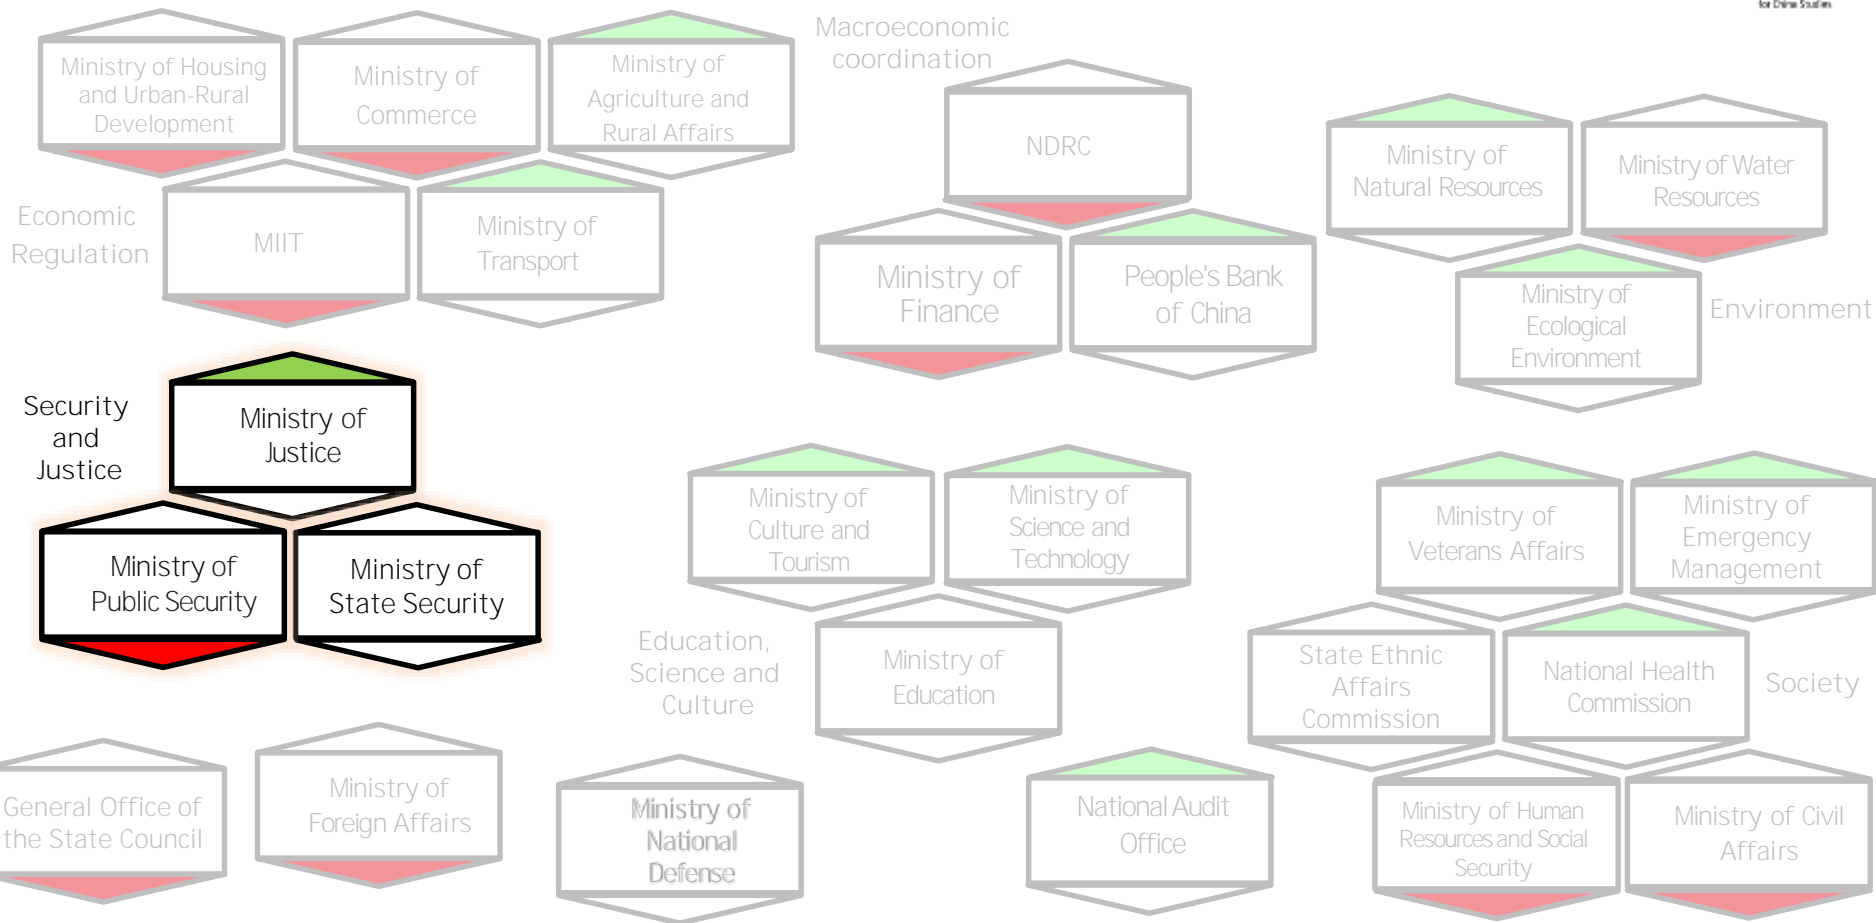 for China Studies
Ministry of Housing
and Urban-Rural
Development
Ministry of
Commerce
Ministry of
Agriculture and
Rural Affairs
Economic
Regulation
MIIT
Ministry of
Transport
Macroeconomic
coordination
NDRC
Ministry of
Finance
People's Bank
of China
Ministry of
Natural Resources
Ministry of Water
Resources
Ministry of
Ecological
Environment
Environment
Security
and
Justice
Ministry of
Justice
Ministry of
Public Security
Ministry of
State Security
Ministry of
Culture and
Tourism
Ministry of
Science and
Technology
Education,
Science and
Culture
Ministry of
Education
Ministry of
Veterans Affairs
Ministry of
Emergency
Management
State Ethnic
Affairs
Commission
National Health
Commission
Society
General Office of
the State Council
Ministry of
Foreign Affairs
Ministry of
National
Defense
National Audit
Office
Ministry of Human
Resources and Social
Security
Ministry of Civil
Affairs